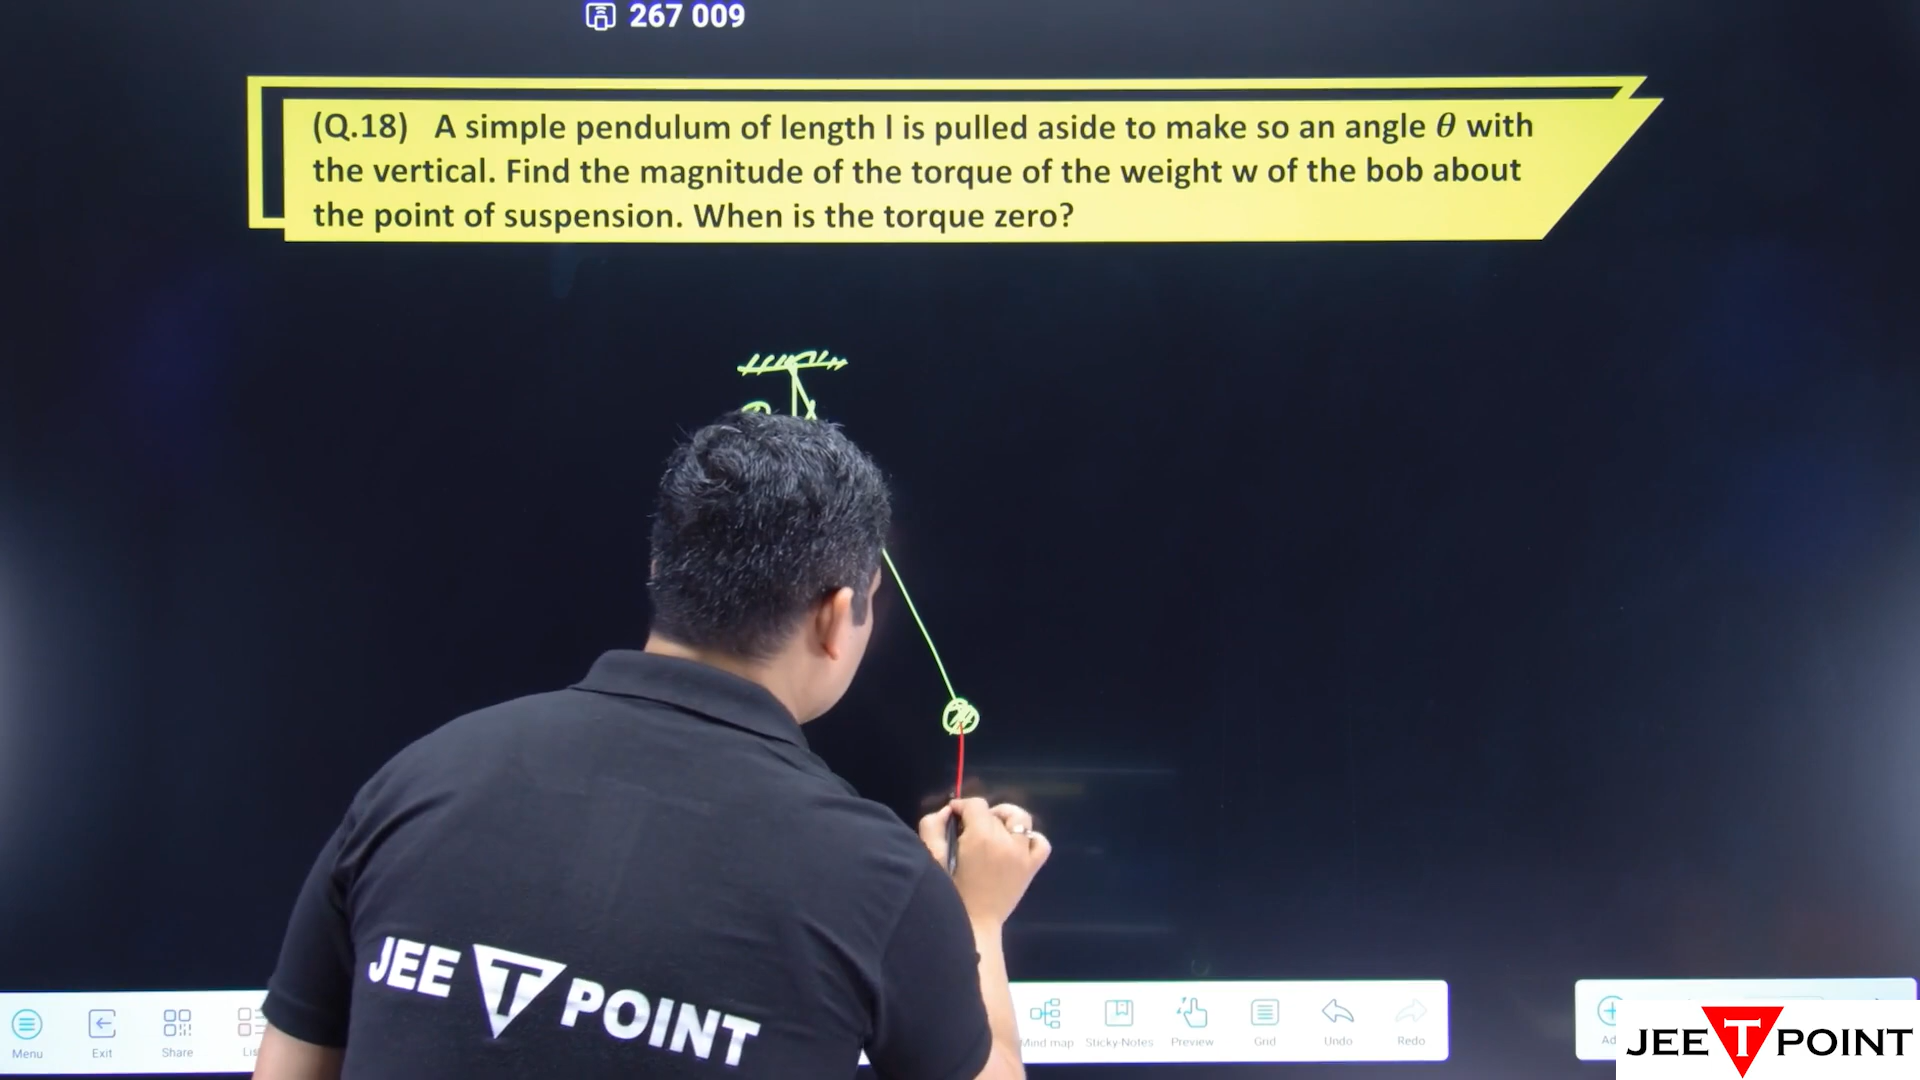 267 009
(Q.18) A simple pendulum of length l is pulled aside to make so an angle θ with
the vertical. Find the magnitude of the torque of the weight w of the bob about
the point of suspension. When is the torque zero?
JEE T POINT
Menu Exit Share Mind map Sticky Notes Preview Grid Undo Redo
JEE T POINT